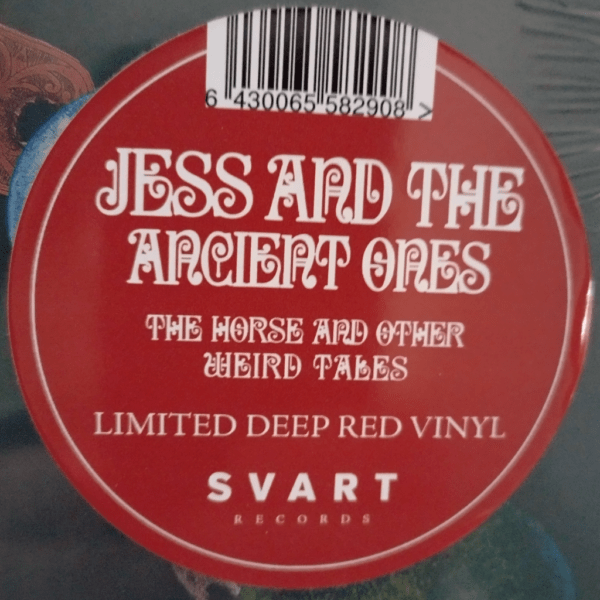 6 430065 582908 >
JESS AND THE
ANCIENT ONES
THE HORSE AND OTHER
WEIRD TALES
LIMITED DEEP RED VINYL
SVART
RECORDS